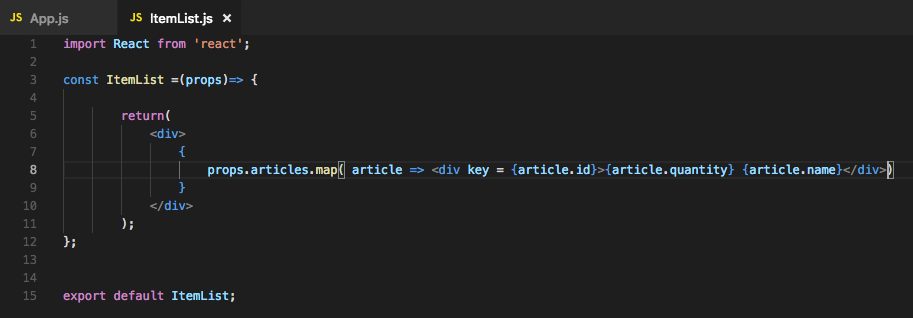 JS App.js JS ItemList.js ×
1 import React from 'react';
2
3 const ItemList =(props)=> {
4
5 return(
6 <div>
7 {
8 props.articles.map( article => <div key = {article.id}>{article.quantity} {article.name}</div>)
9 }
10 </div>
11 );
12 };
13
14
15 export default ItemList;